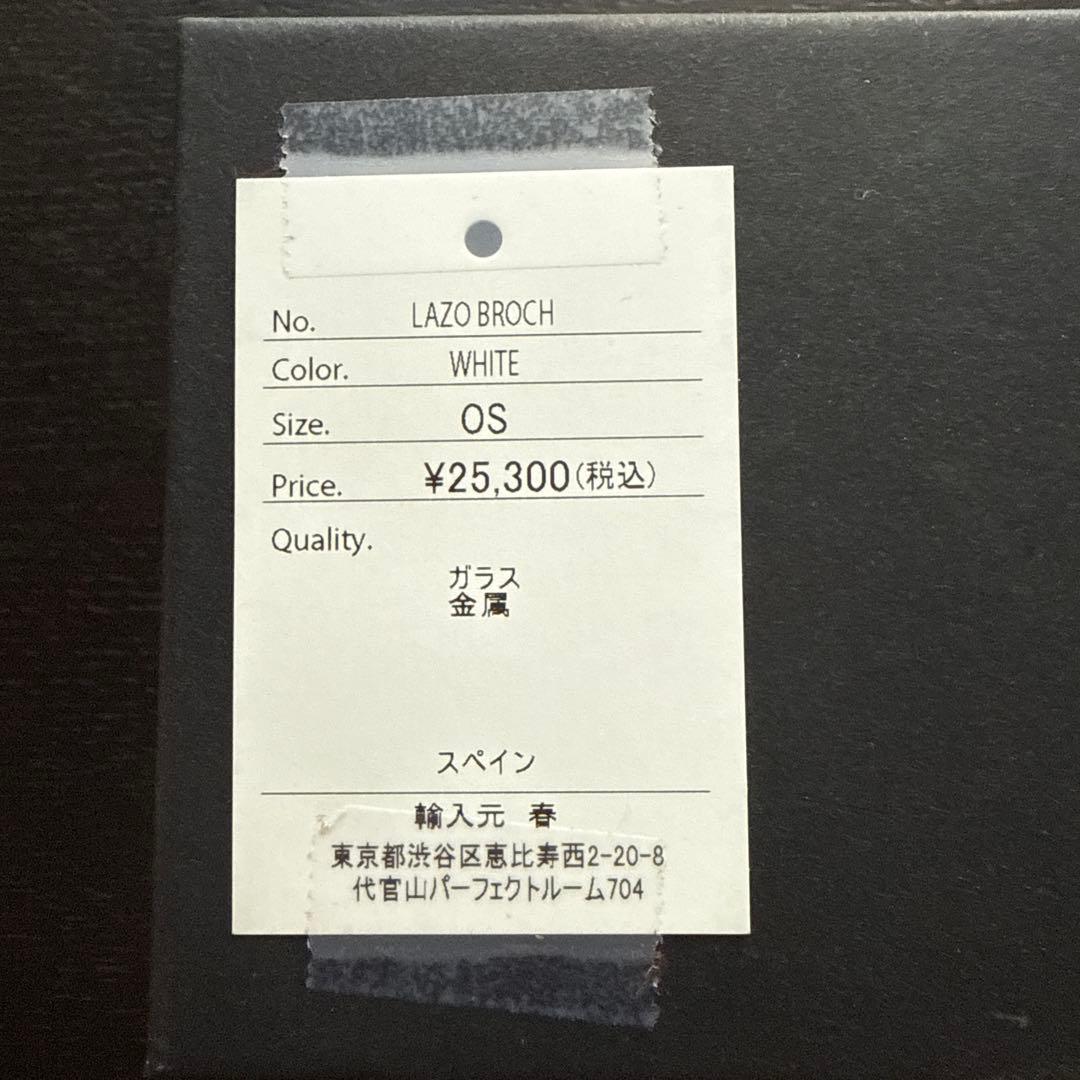 No. LAZO BROCH
Color. WHITE
Size. OS
Price. ¥25,300(税込)
Quality.
ガラス
金属
スペイン
輸入元 春
東京都渋谷区恵比寿西2-20-8
代官山パーフェクトルーム704